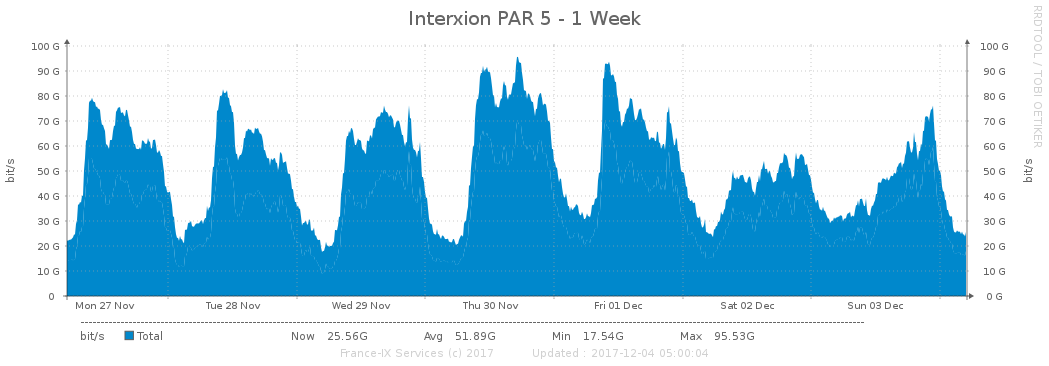 Interxion PAR 5 - 1 Week
RRDTOOL / TOBI OETIKER
bit/s
100 G 100 G
90 G 90 G
80 G 80 G
70 G 70 G
60 G 60 G
50 G 50 G
40 G 40 G
30 G 30 G
20 G 20 G
10 G 10 G
0 0 G
bit/s
Mon 27 Nov Tue 28 Nov Wed 29 Nov Thu 30 Nov Fri 01 Dec Sat 02 Dec Sun 03 Dec
bit/s Total Now 25.56G Avg 51.89G Min 17.54G Max 95.53G
France-IX Services (c) 2017 Updated : 2017-12-04 05:00:04